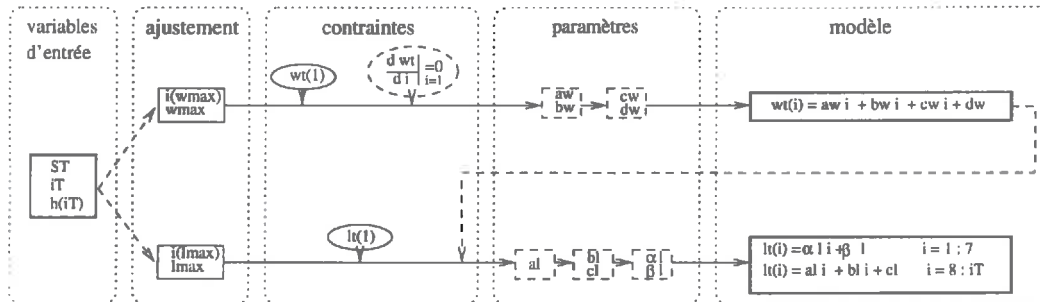 variables
d'entrée
ajustement
contraintes
paramètres
modèle
wt(1)
d wt
d i
=0
i=1
i(wmax)
wmax
aw
bw
cw
dw
wt(i) = aw i + bw i + cw i + dw
ST
iT
h(iT)
lt(1)
i(lmax)
lmax
al
bl
cl
α l
β l
lt(i) =α l i +β l i = 1 : 7
lt(i) = al i + bl i + cl i = 8 : iT